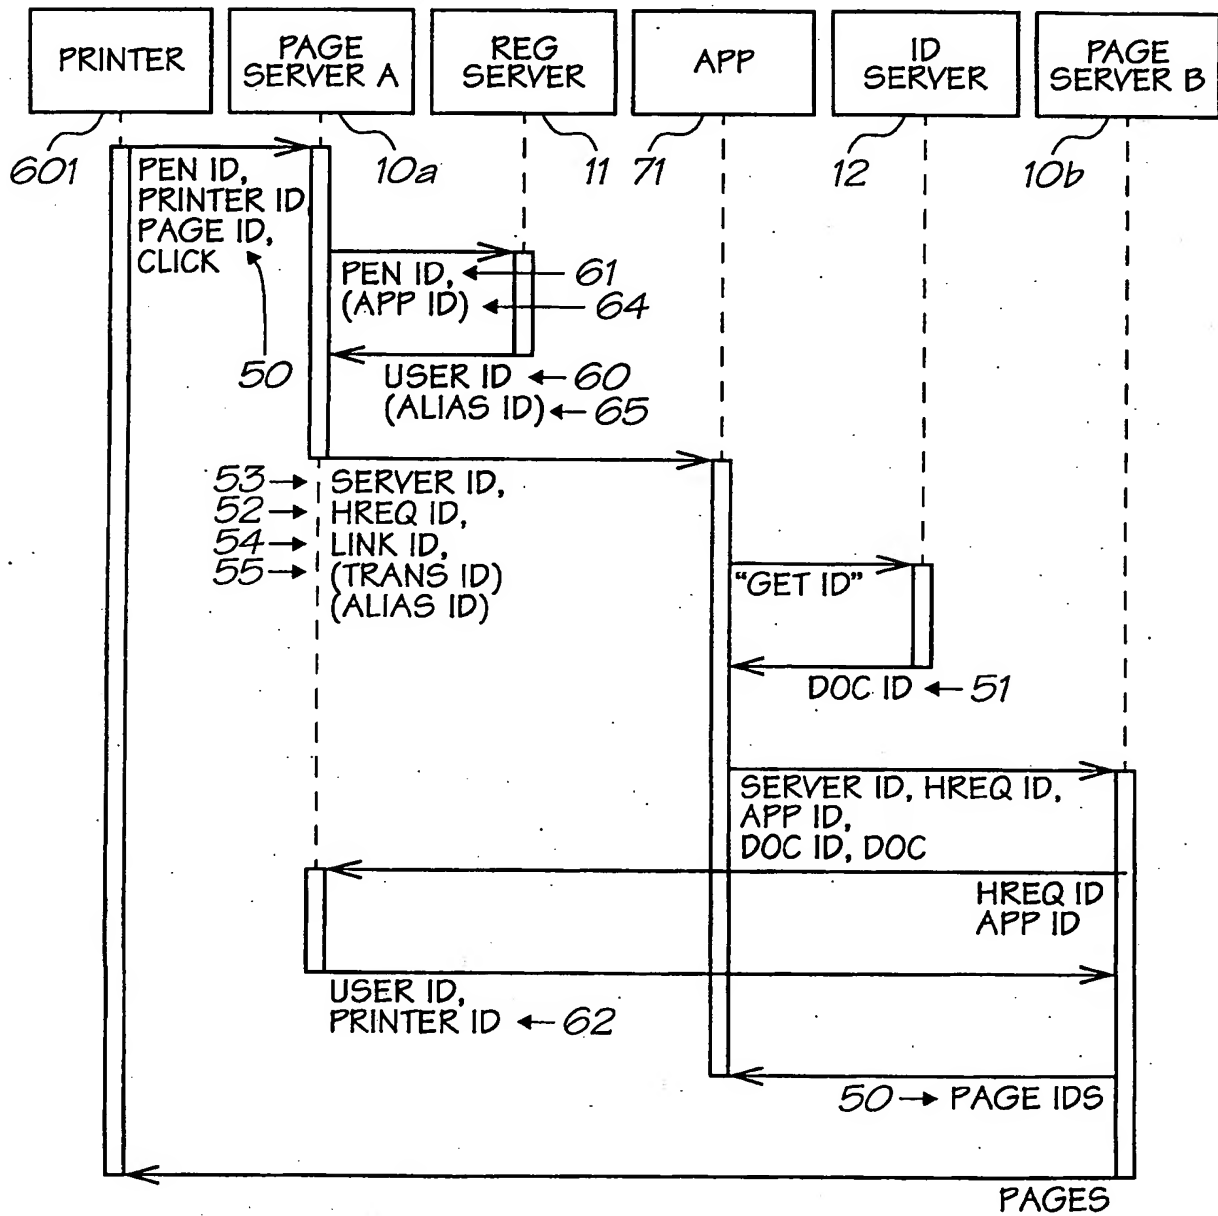 PRINTER
PAGE
SERVER A
REG
SERVER
APP
ID
SERVER
PAGE
SERVER B
601
10a
11
71
12
10b
PEN ID,
PRINTER ID
PAGE ID,
CLICK
50
PEN ID,
61
(APP ID)
64
USER ID
60
(ALIAS ID)
65
53
SERVER ID,
52
HREQ ID,
54
LINK ID,
55
(TRANS ID)
(ALIAS ID)
“GET ID”
DOC ID
51
SERVER ID, HREQ ID,
APP ID,
DOC ID, DOC
HREQ ID
APP ID
USER ID,
PRINTER ID
62
50
PAGE IDS
PAGES